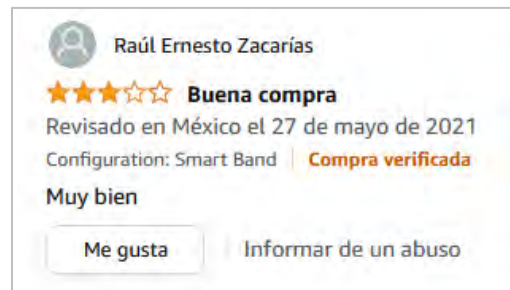 Raúl Ernesto Zacarías
Buena compra
Revisado en México el 27 de mayo de 2021
Configuration: Smart Band Compra verificada
Muy bien
Me gusta Informar de un abuso